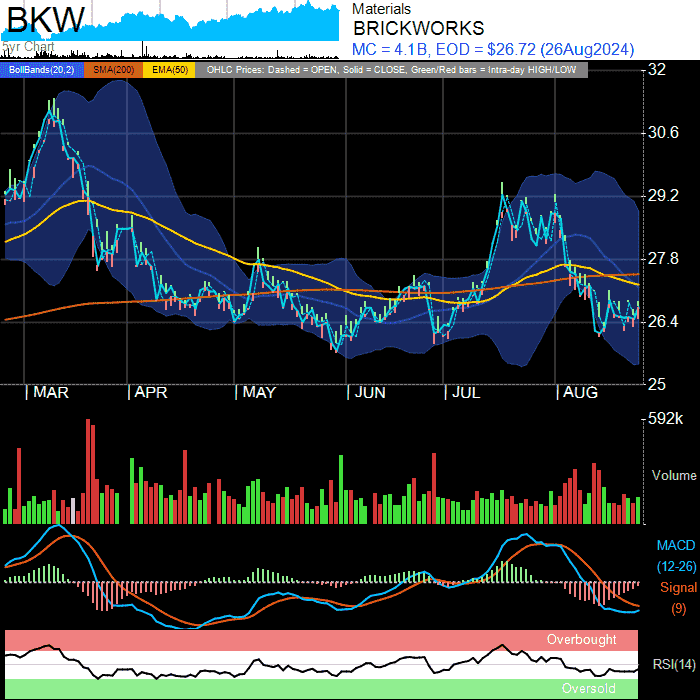 BKW
5yr Chart
Materials
BRICKWORKS
MC = 4.1B, EOD = $26.72 (26Aug2024)
BollBands(20,2) SMA(200) EMA(50) OHLC Prices: Dashed = OPEN, Solid = CLOSE, Green/Red bars = Intra-day HIGH/LOW
32
30.6
29.2
27.8
26.4
25
| MAR | APR | MAY | JUN | JUL | AUG
592k
Volume
MACD
(12-26)
Signal
(9)
Overbought
RSI(14)
Oversold